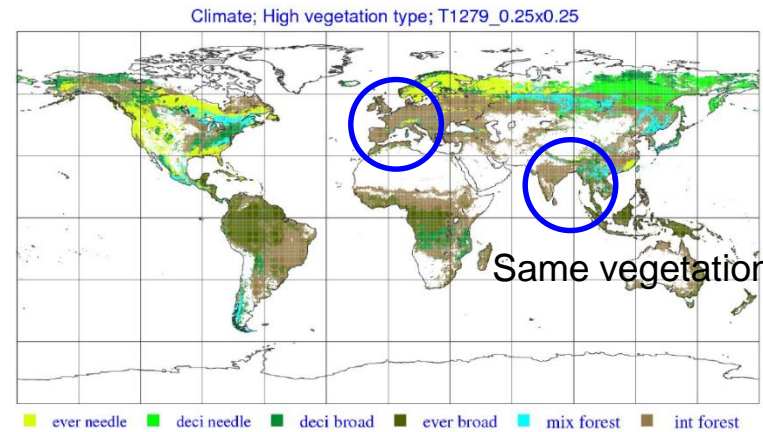 Climate; High vegetation type; T1279_0.25x0.25
Same vegetation
ever needle deci needle deci broad ever broad mix forest int forest